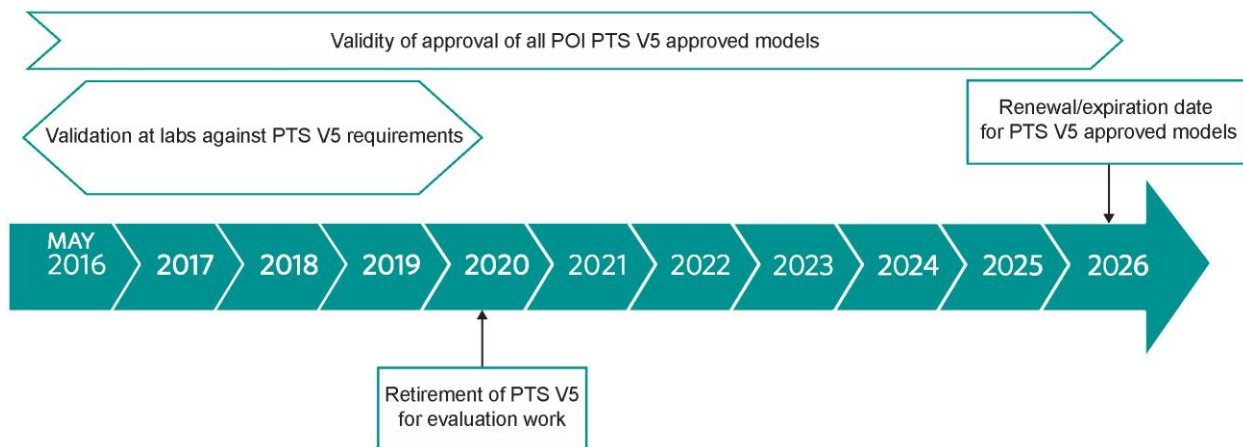 Validity of approval of all POI PTS V5 approved models
Validation at labs against PTS V5 requirements
Renewal/expiration date
for PTS V5 approved models
MAY
2016
2017
2018
2019
2020
2021
2022
2023
2024
2025
2026
Retirement of PTS V5
for evaluation work